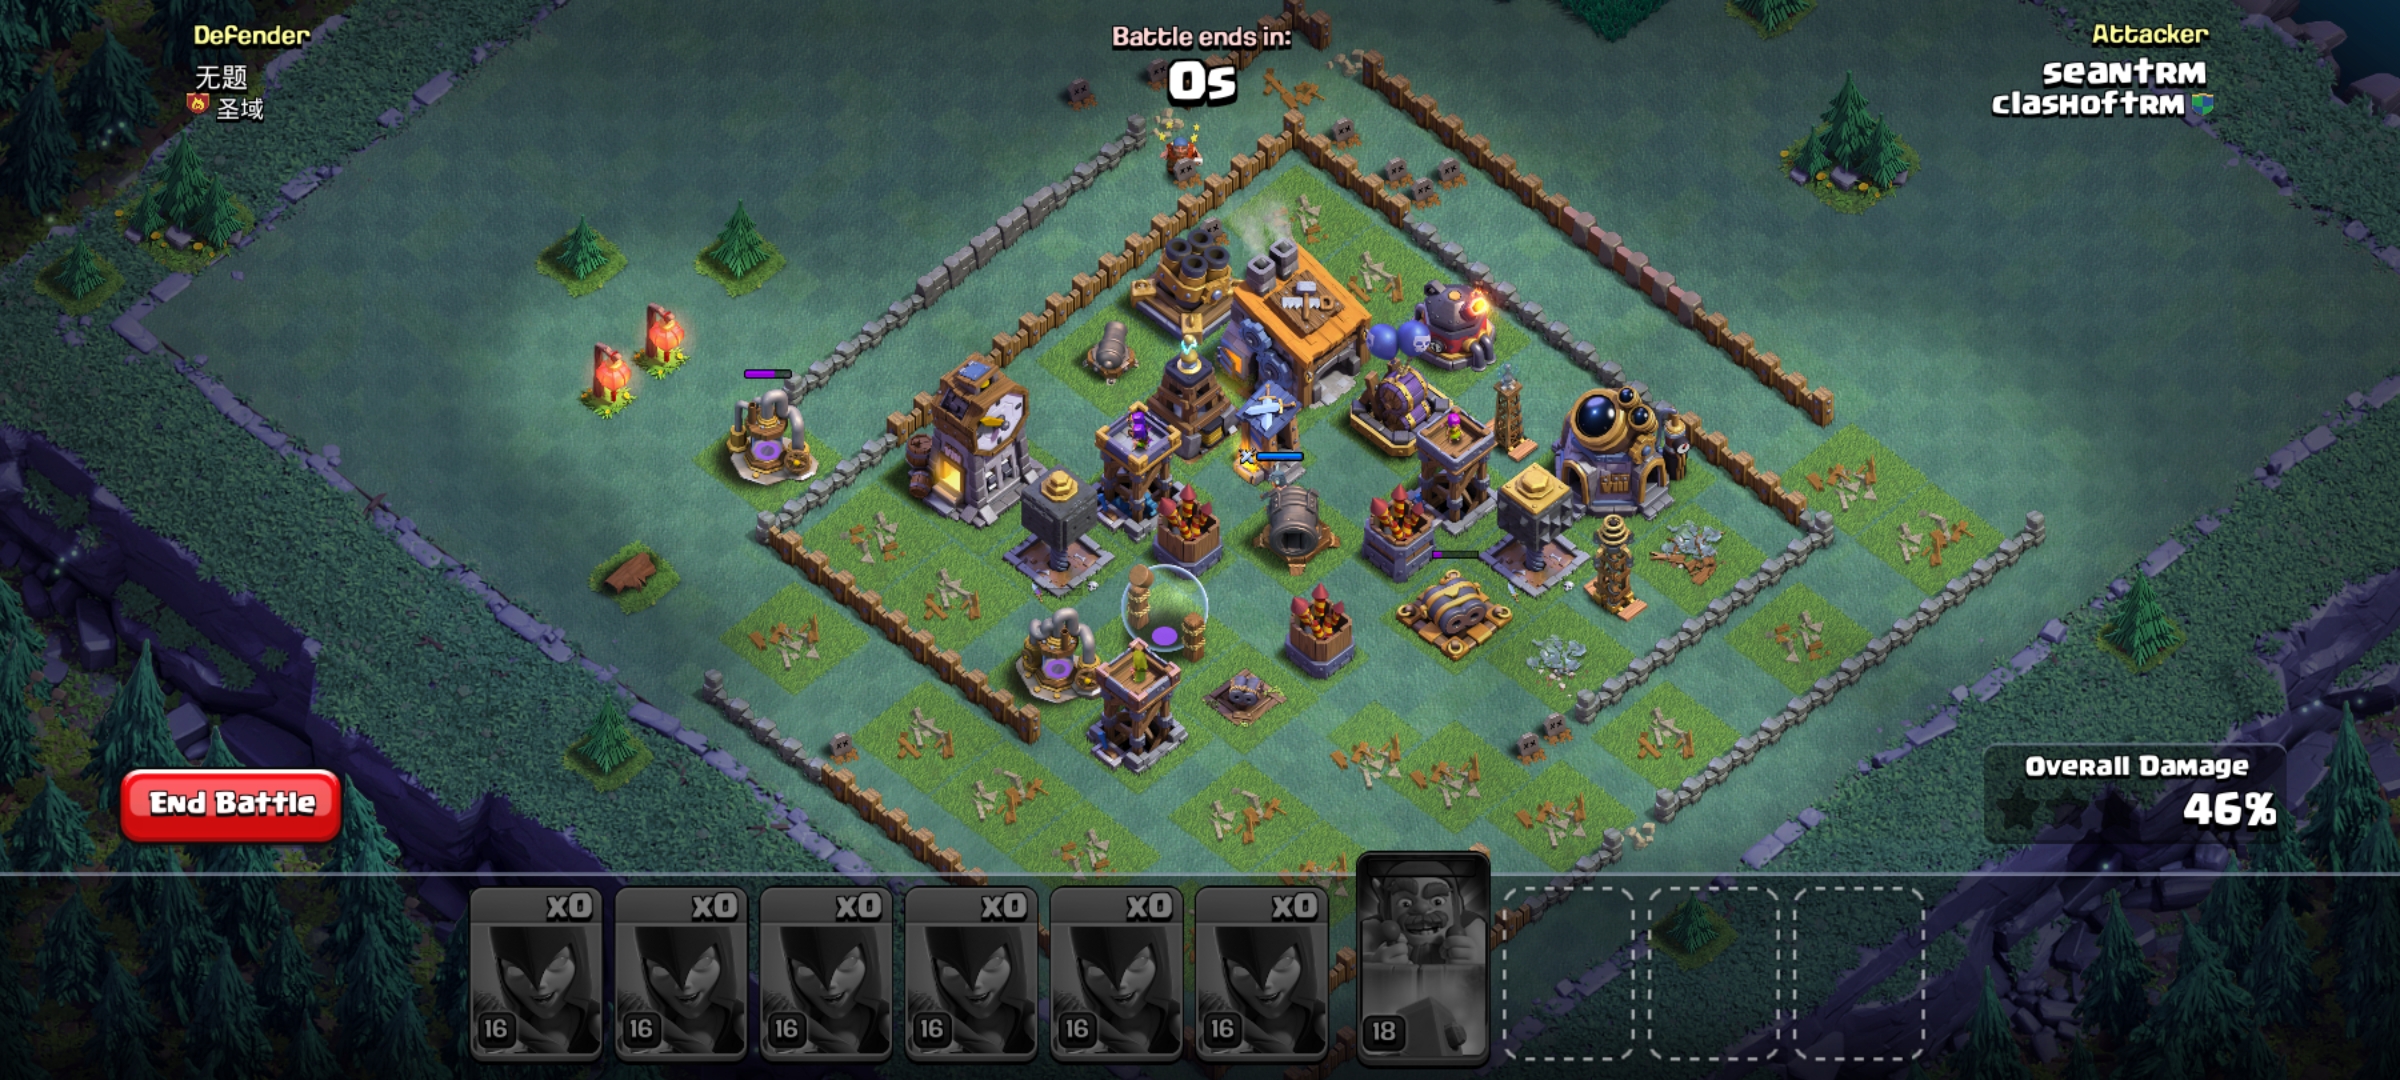 Defender
无题
圣域
Battle ends in:
0s
Attacker
seantRM
clashoftRM
End Battle
Overall Damage
46%
x0 x0 x0 x0 x0 x0
16 16 16 16 16 16 18